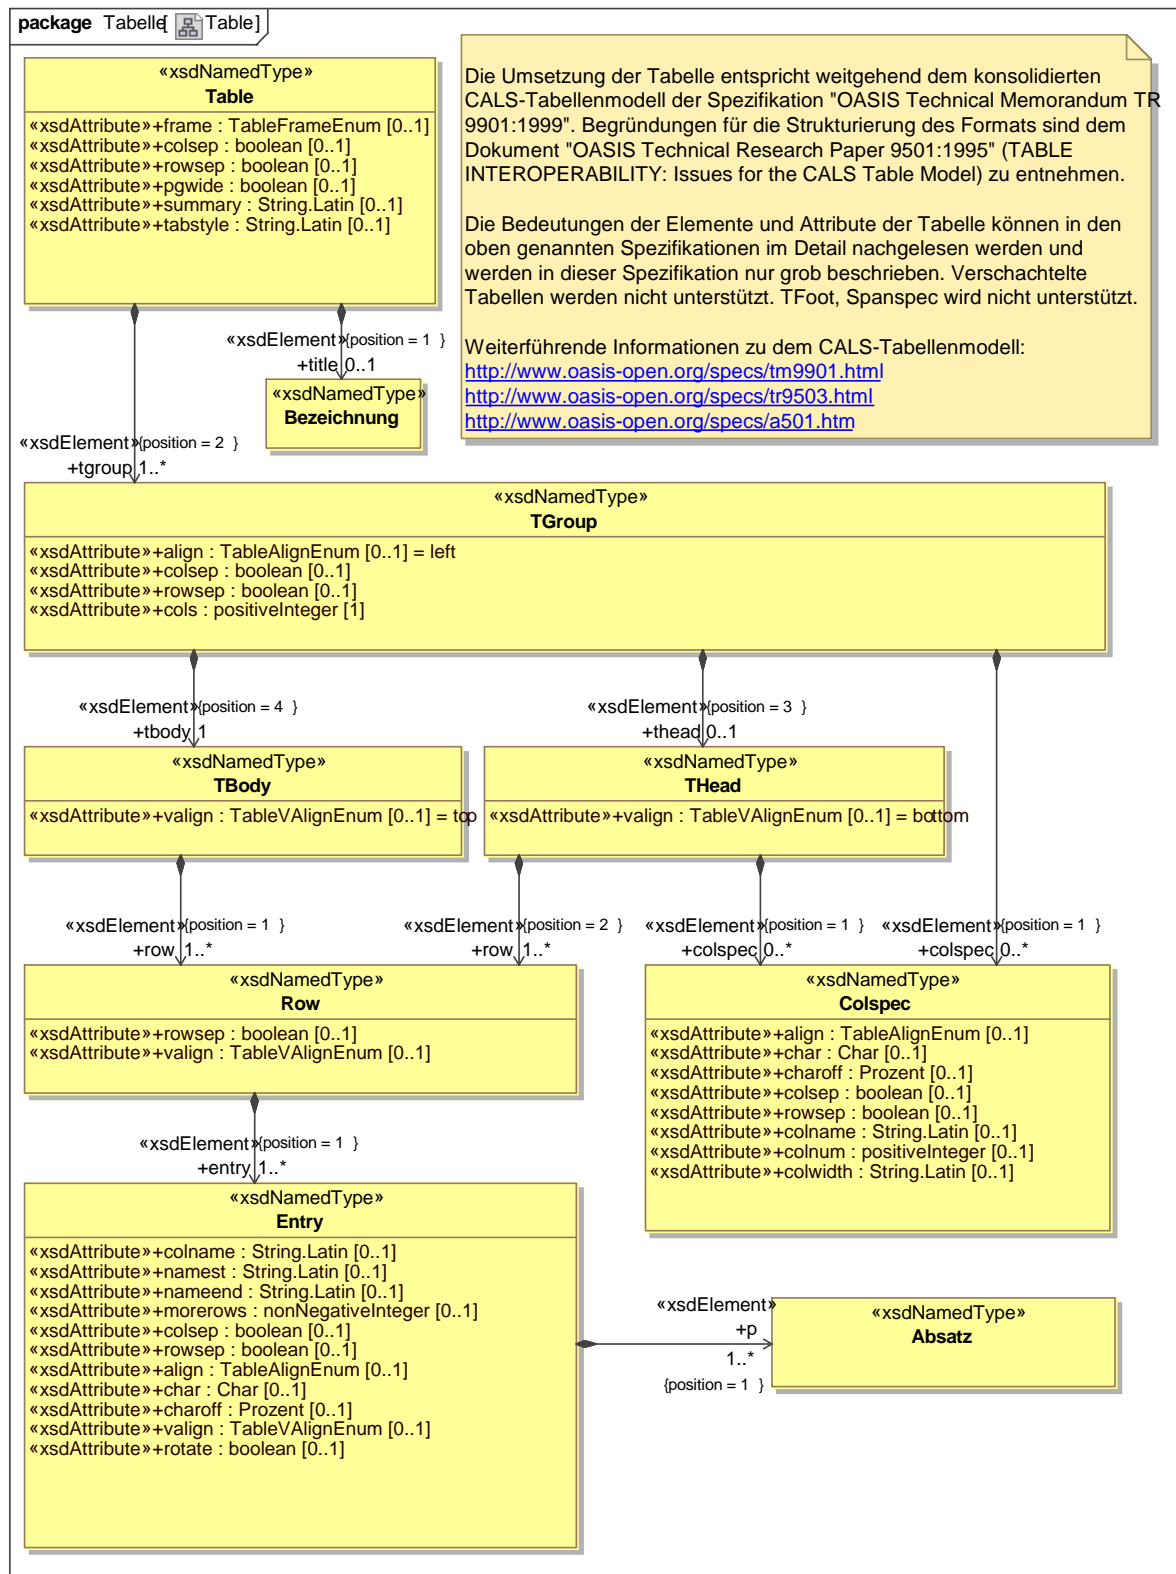 package Tabelle[ Table]
«xsdNamedType»
Table
«xsdAttribute»+frame : TableFrameEnum [0..1]
«xsdAttribute»+colsep : boolean [0..1]
«xsdAttribute»+rowsep : boolean [0..1]
«xsdAttribute»+pgwide : boolean [0..1]
«xsdAttribute»+summary : String.Latin [0..1]
«xsdAttribute»+tabstyle : String.Latin [0..1]
Die Umsetzung der Tabelle entspricht weitgehend dem konsolidierten
CALS-Tabellenmodell der Spezifikation "OASIS Technical Memorandum TR
9901:1999". Begründungen für die Strukturierung des Formats sind dem
Dokument "OASIS Technical Research Paper 9501:1995" (TABLE
INTEROPERABILITY: Issues for the CALS Table Model) zu entnehmen.
Die Bedeutungen der Elemente und Attribute der Tabelle können in den
oben genannten Spezifikationen im Detail nachgelesen werden und
werden in dieser Spezifikation nur grob beschrieben. Verschachtelte
Tabellen werden nicht unterstützt. TFoot, Spanspec wird nicht unterstützt.
Weiterführende Informationen zu dem CALS-Tabellenmodell:
http://www.oasis-open.org/specs/tm9901.html
http://www.oasis-open.org/specs/tr9503.html
http://www.oasis-open.org/specs/a501.htm
«xsdElement» {position = 1 }
+title 0..1
«xsdNamedType»
Bezeichnung
«xsdElement» {position = 2 }
+tgroup 1..*
«xsdNamedType»
TGroup
«xsdAttribute»+align : TableAlignEnum [0..1] = left
«xsdAttribute»+colsep : boolean [0..1]
«xsdAttribute»+rowsep : boolean [0..1]
«xsdAttribute»+cols : positiveInteger [1]
«xsdElement» {position = 4 }
+tbody 1
«xsdElement» {position = 3 }
+thead 0..1
«xsdNamedType»
TBody
«xsdAttribute»+valign : TableVAlignEnum [0..1] = top
«xsdNamedType»
THead
«xsdAttribute»+valign : TableVAlignEnum [0..1] = bottom
«xsdElement» {position = 1 }
+row 1..*
«xsdElement» {position = 2 }
+row 1..*
«xsdElement» {position = 1 }
+colspec 0..*
«xsdElement» {position = 1 }
+colspec 0..*
«xsdNamedType»
Row
«xsdAttribute»+rowsep : boolean [0..1]
«xsdAttribute»+valign : TableVAlignEnum [0..1]
«xsdNamedType»
Colspec
«xsdAttribute»+align : TableAlignEnum [0..1]
«xsdAttribute»+char : Char [0..1]
«xsdAttribute»+charoff : Prozent [0..1]
«xsdAttribute»+colsep : boolean [0..1]
«xsdAttribute»+rowsep : boolean [0..1]
«xsdAttribute»+colname : String.Latin [0..1]
«xsdAttribute»+colnum : positiveInteger [0..1]
«xsdAttribute»+colwidth : String.Latin [0..1]
«xsdElement» {position = 1 }
+entry 1..*
«xsdNamedType»
Entry
«xsdAttribute»+colname : String.Latin [0..1]
«xsdAttribute»+namest : String.Latin [0..1]
«xsdAttribute»+nameend : String.Latin [0..1]
«xsdAttribute»+morerows : nonNegativeInteger [0..1]
«xsdAttribute»+colsep : boolean [0..1]
«xsdAttribute»+rowsep : boolean [0..1]
«xsdAttribute»+align : TableAlignEnum [0..1]
«xsdAttribute»+char : Char [0..1]
«xsdAttribute»+charoff : Prozent [0..1]
«xsdAttribute»+valign : TableVAlignEnum [0..1]
«xsdAttribute»+rotate : boolean [0..1]
«xsdElement»
+p
1..*
{position = 1 }
«xsdNamedType»
Absatz